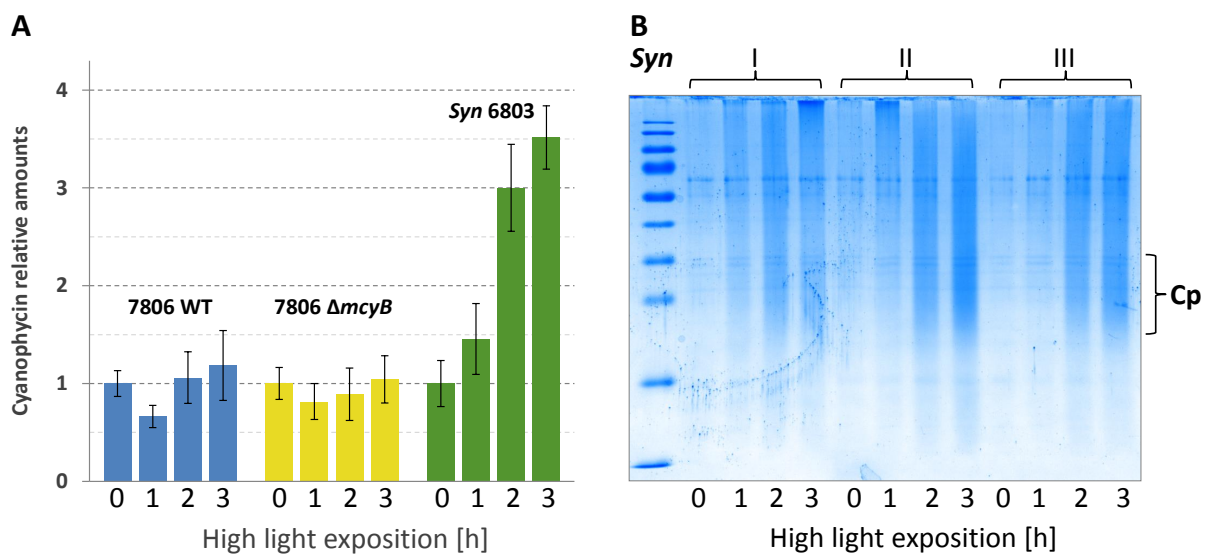 A
Cyanophycin relative amounts
4
3
2
1
0
7806 WT
7806 ΔmcyB
Syn 6803
0 1 2 3 0 1 2 3 0 1 2 3
High light exposition [h]
B
Syn I II III
Cp
0 1 2 3 0 1 2 3 0 1 2 3
High light exposition [h]